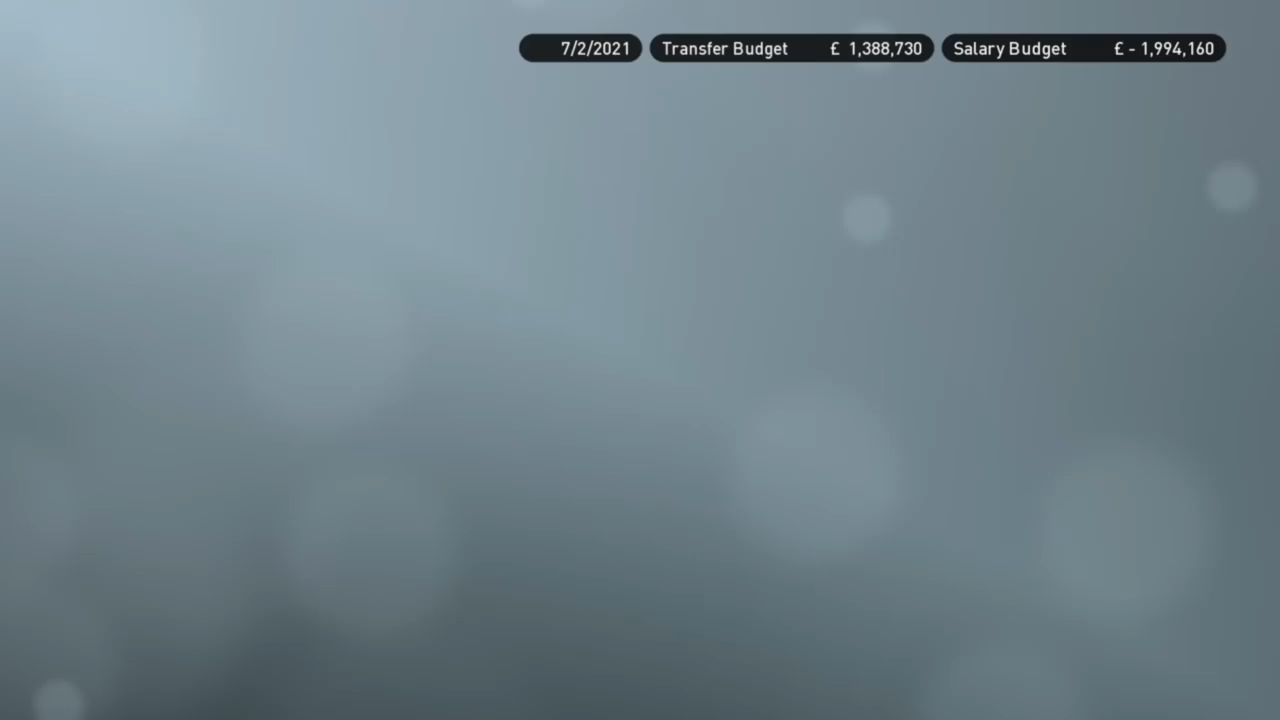 7/2/2021 Transfer Budget £ 1,388,730 Salary Budget £ - 1,994,160